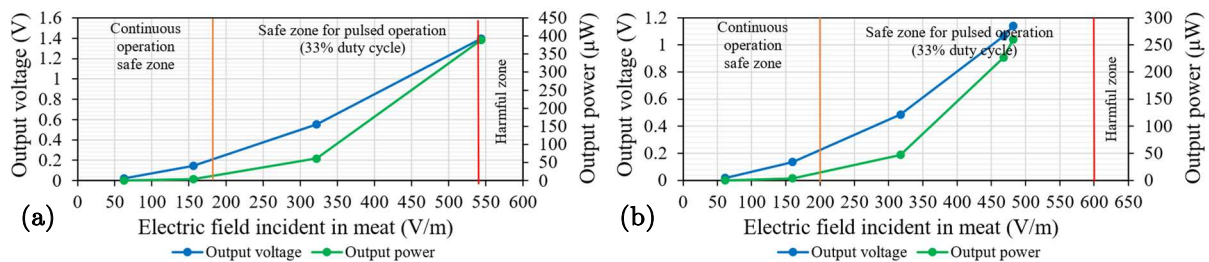 Output voltage (V)
1.6
1.4
1.2
1
0.8
0.6
0.4
0.2
0
Continuous
operation
safe zone
Safe zone for pulsed operation
(33% duty cycle)
Harmful zone
450
400
350
300
250
200
150
100
50
0
Output power (μW)
0 50 100 150 200 250 300 350 400 450 500 550 600
(a)
Electric field incident in meat (V/m)
Output voltage Output power
Output voltage (V)
1.2
1
0.8
0.6
0.4
0.2
0
Continuous
operation
safe zone
Safe zone for pulsed operation
(33% duty cycle)
Harmful zone
300
250
200
150
100
50
0
Output power (μW)
0 50 100 150 200 250 300 350 400 450 500 550 600 650
(b)
Electric field incident in meat (V/m)
Output voltage Output power